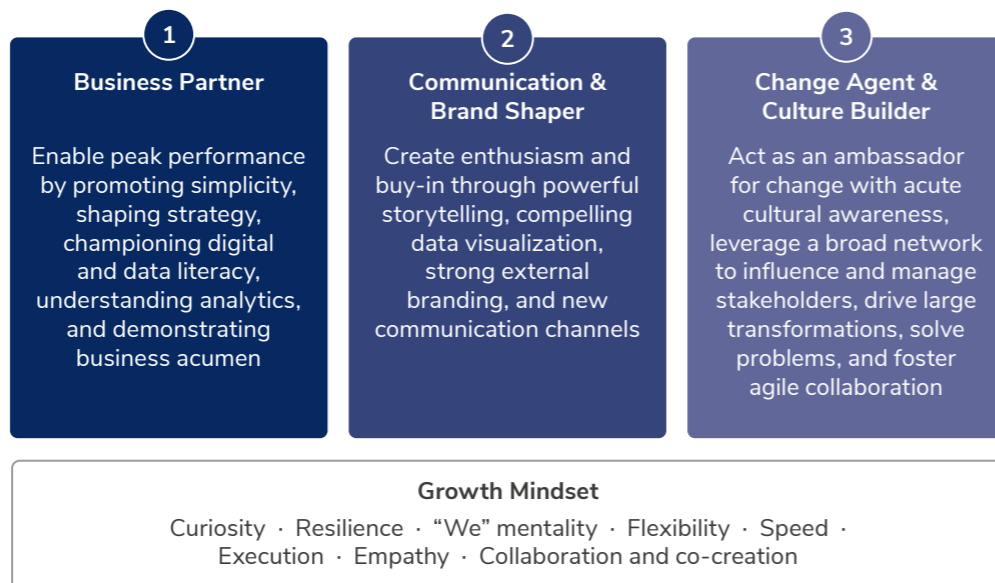 1
Business Partner
Enable peak performance
by promoting simplicity,
shaping strategy,
championing digital
and data literacy,
understanding analytics,
and demonstrating
business acumen
2
Communication &
Brand Shaper
Create enthusiasm and
buy-in through powerful
storytelling, compelling
data visualization,
strong external
branding, and new
communication channels
3
Change Agent &
Culture Builder
Act as an ambassador
for change with acute
cultural awareness,
leverage a broad network
to influence and manage
stakeholders, drive large
transformations, solve
problems, and foster
agile collaboration
Growth Mindset
Curiosity · Resilience · “We” mentality · Flexibility · Speed ·
Execution · Empathy · Collaboration and co-creation